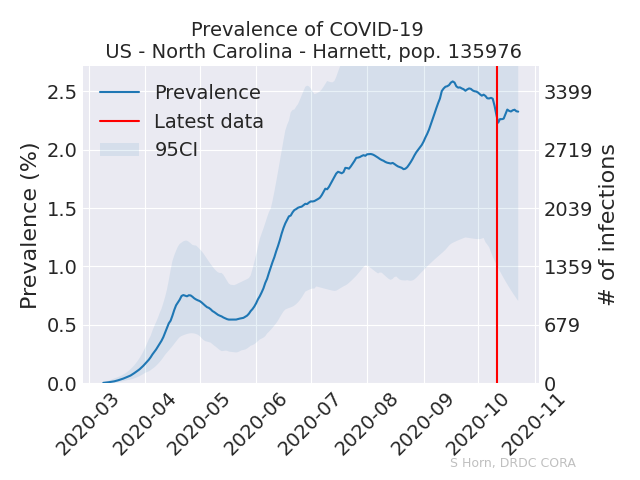 Prevalence of COVID-19
US - North Carolina - Harnett, pop. 135976
Prevalence
Latest data
95CI
Prevalence (%)
2.5
2.0
1.5
1.0
0.5
0.0
3399
2719
2039
1359
679
0
# of infections
2020-03
2020-04
2020-05
2020-06
2020-07
2020-08
2020-09
2020-10
2020-11
S Horn, DRDC CORA